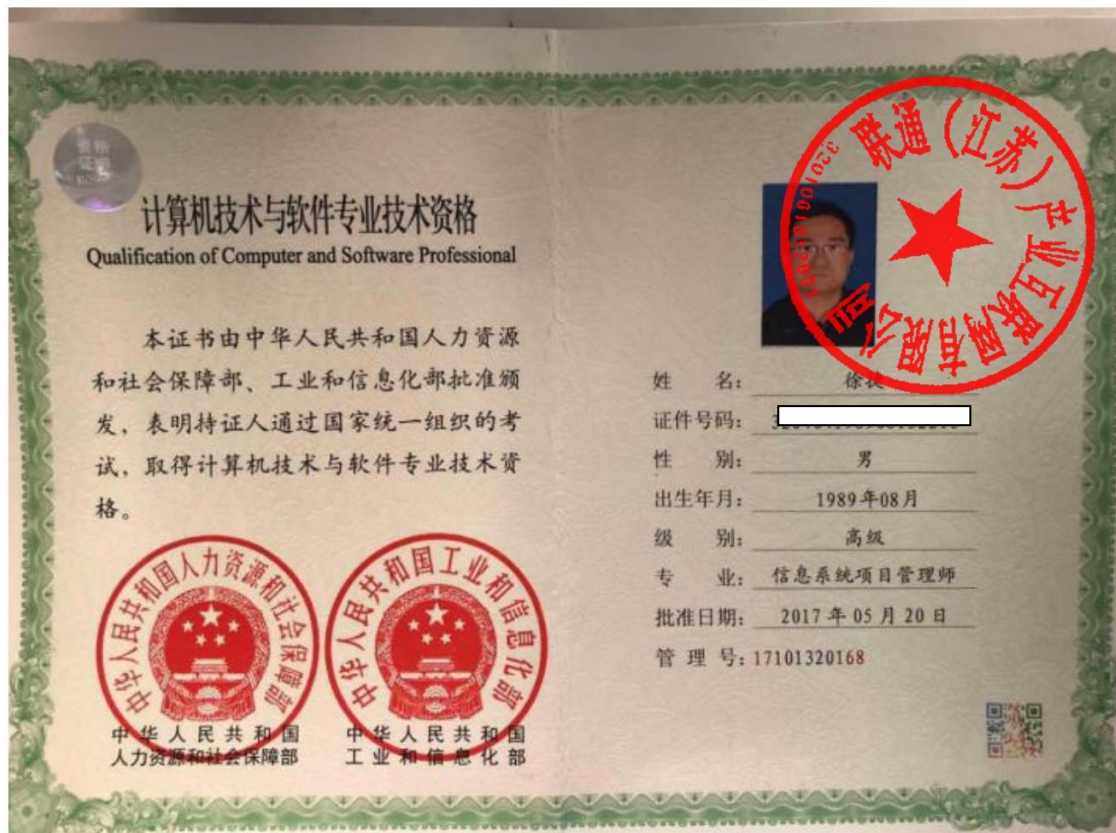 计算机技术与软件专业技术资格
Qualification of Computer and Software Professional
本证书由中华人民共和国人力资源
和社会保障部、工业和信息化部批准颁
发，表明持证人通过国家统一组织的考
试，取得计算机技术与软件专业技术资
格。
中华人民共和国人力资源和社会保障部
中华人民共和国
人力资源和社会保障部
中华人民共和国工业和信息化部
中华人民共和国
工业和信息化部
联通（江苏）产业互联网有限公司
姓 名： 徐
证件号码：
性 别： 男
出生年月： 1989年08月
级 别： 高级
专 业： 信息系统项目管理师
批准日期： 2017年05月20日
管 理 号：17101320168